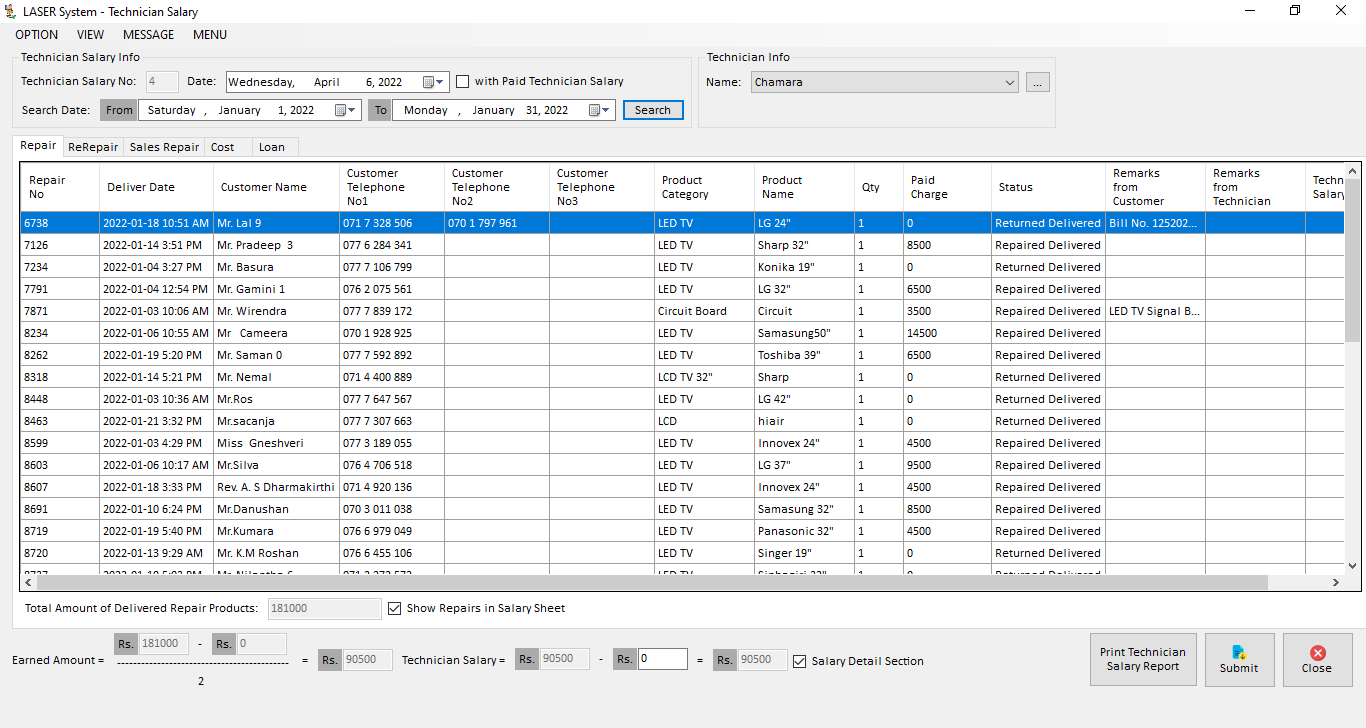 LASER System - Technician Salary
OPTION VIEW MESSAGE MENU
Technician Salary Info
Technician Salary No: 4 Date: Wednesday, April 6, 2022 with Paid Technician Salary
Search Date: From Saturday , January 1, 2022 To Monday , January 31, 2022 Search
Technician Info
Name: Chamara ...
Repair ReRepair Sales Repair Cost Loan
Repair No Deliver Date Customer Name Customer Telephone No1 Customer Telephone No2 Customer Telephone No3 Product Category Product Name Qty Paid Charge Status Remarks from Customer Remarks from Technician Techn Salary
6738 2022-01-18 10:51 AM Mr. Lal 9 071 7 328 506 070 1 797 961 LED TV LG 24" 1 0 Returned Delivered Bill No. 125202...
7126 2022-01-14 3:51 PM Mr. Pradeep 3 077 6 284 341 LED TV Sharp 32" 1 8500 Repaired Delivered
7234 2022-01-04 3:27 PM Mr. Basura 077 7 106 799 LED TV Konika 19" 1 0 Returned Delivered
7791 2022-01-04 12:54 PM Mr. Gamini 1 076 2 075 561 LED TV LG 32" 1 6500 Repaired Delivered
7871 2022-01-03 10:06 AM Mr. Wirendra 077 7 839 172 Circuit Board Circuit 1 3500 Repaired Delivered LED TV Signal B...
8234 2022-01-06 10:55 AM Mr Cameera 070 1 928 925 LED TV Samasung50" 1 14500 Repaired Delivered
8262 2022-01-19 5:20 PM Mr. Saman 0 077 7 592 892 LED TV Toshiba 39" 1 6500 Repaired Delivered
8318 2022-01-14 5:21 PM Mr. Nemal 071 4 400 889 LCD TV 32" Sharp 1 0 Returned Delivered
8448 2022-01-03 10:36 AM Mr.Ros 077 7 647 567 LED TV LG 42" 1 0 Returned Delivered
8463 2022-01-21 3:32 PM Mr.sacanja 077 7 307 663 LCD hiair 1 0 Returned Delivered
8599 2022-01-03 4:29 PM Miss Gneshveri 077 3 189 055 LED TV Innovex 24" 1 4500 Repaired Delivered
8603 2022-01-06 10:17 AM Mr.Silva 076 4 706 518 LED TV LG 37" 1 9500 Repaired Delivered
8607 2022-01-18 3:33 PM Rev. A. S Dharmakirthi 071 4 920 136 LED TV Innovex 24" 1 4500 Repaired Delivered
8691 2022-01-10 6:24 PM Mr.Danushan 070 3 011 038 LED TV Samasung 32" 1 8500 Repaired Delivered
8719 2022-01-19 5:40 PM Mr.Kumara 076 6 979 049 LED TV Panasonic 32" 1 4500 Repaired Delivered
8720 2022-01-13 9:29 AM Mr. K.M Roshan 076 6 455 106 LED TV Singer 19" 1 0 Returned Delivered
Total Amount of Delivered Repair Products: 181000 Show Repairs in Salary Sheet
Earned Amount = Rs. 181000 - Rs. 0
2
= Rs. 90500 Technician Salary = Rs. 90500 - Rs. 0 = Rs. 90500 Salary Detail Section
Print Technician Salary Report
Submit
Close